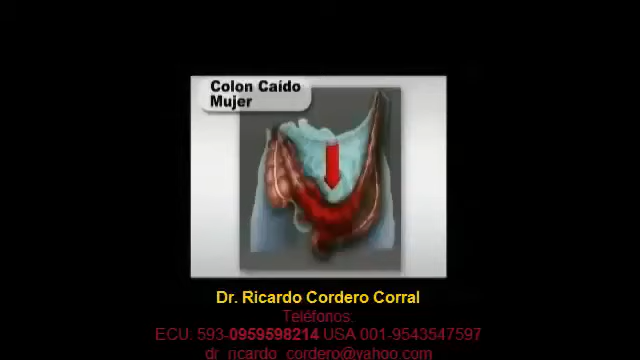 Colon Caído
Mujer
Dr. Ricardo Cordero Corral
Teléfonos:
ECU. 593-0959598214 USA 001-9543547597
dr_ricardo_cordero@yahoo.com